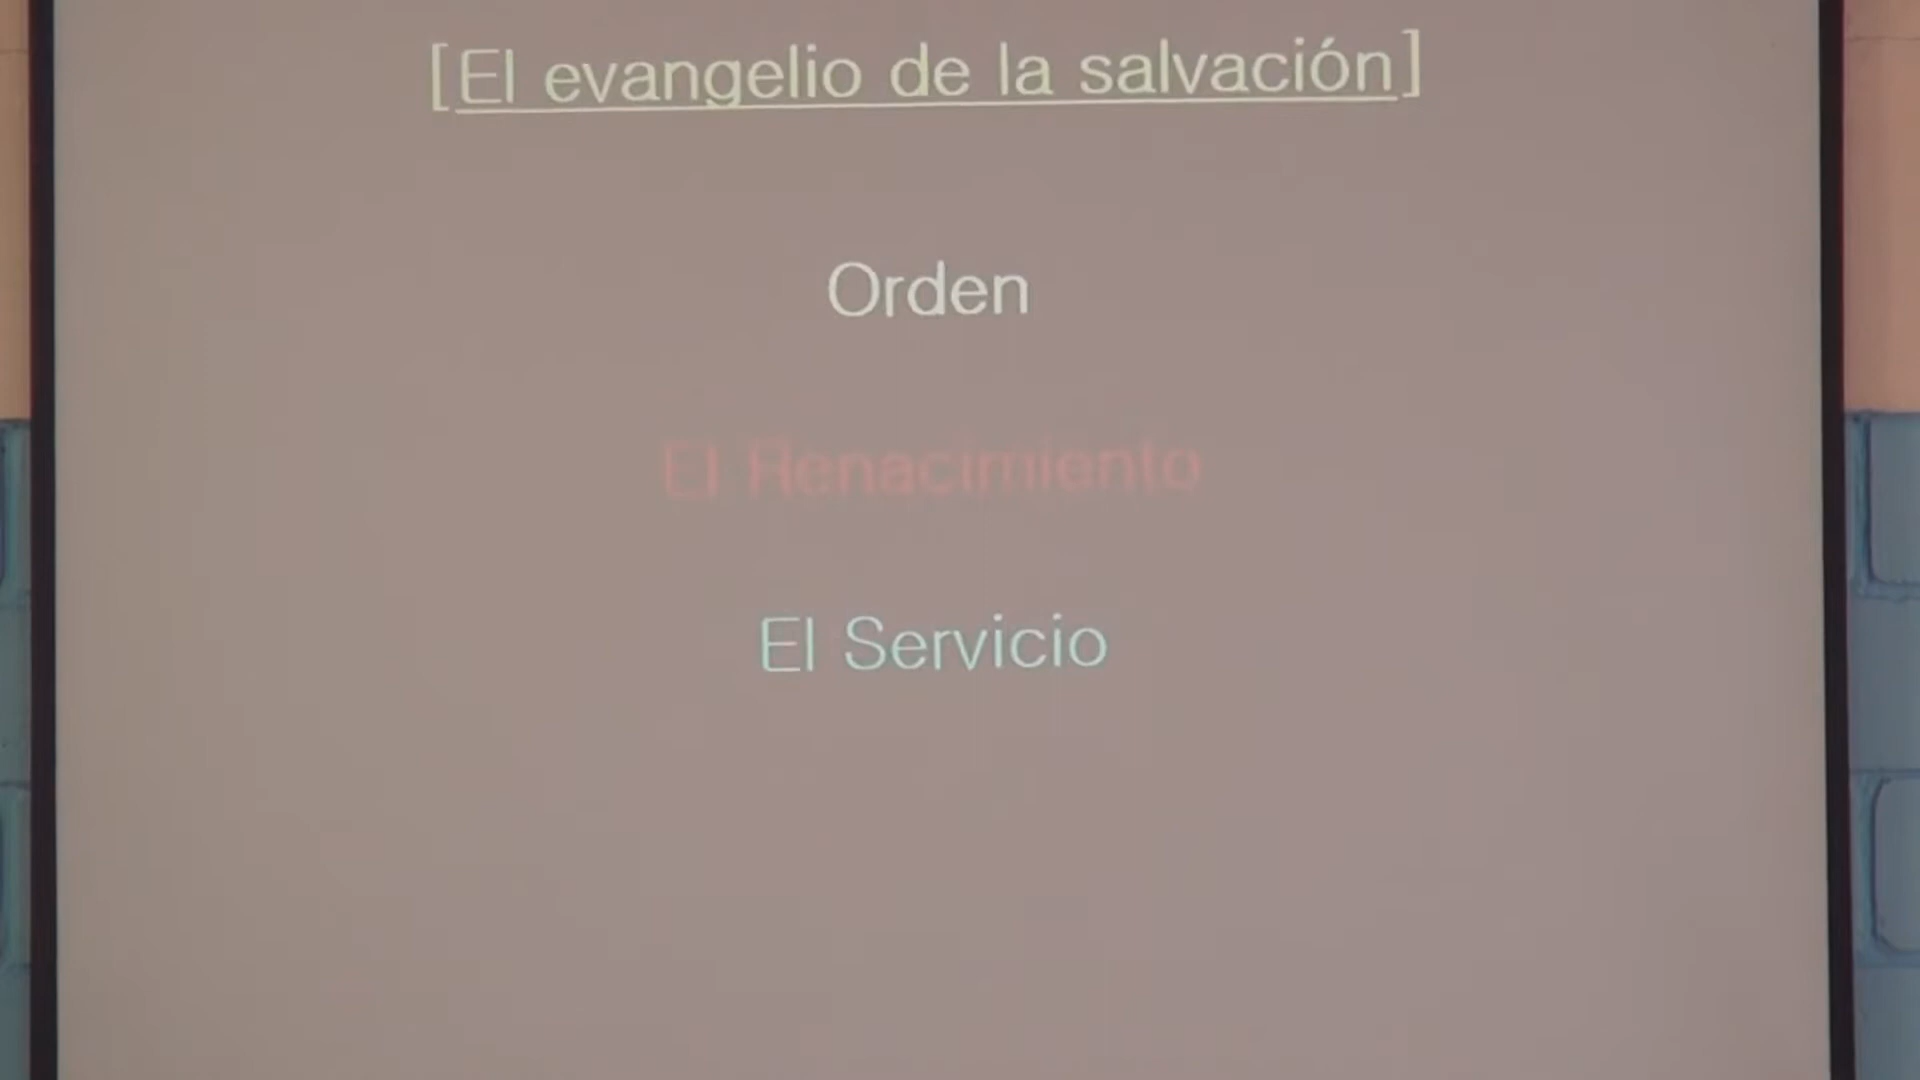 [El evangelio de la salvación]
Orden
El Renacimiento
El Servicio